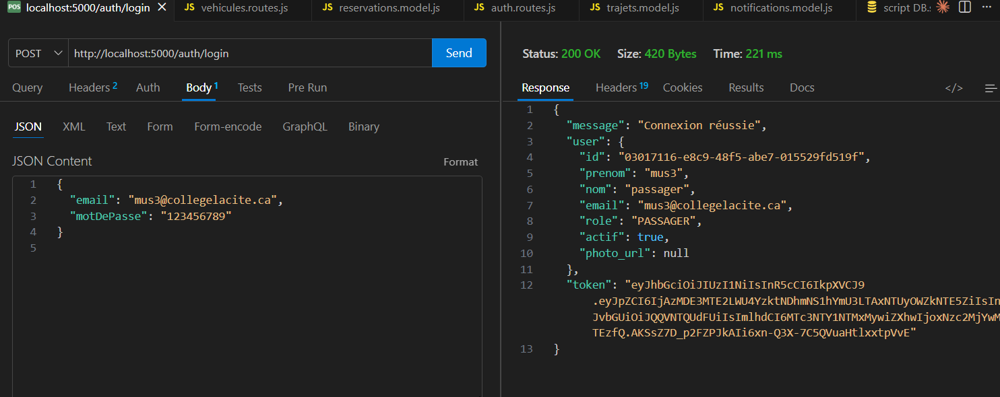 POS localhost:5000/auth/login
JS vehicules.routes.js
JS reservations.model.js
JS auth.routes.js
JS trajets.model.js
JS notifications.model.js
script DB.s
POST
http://localhost:5000/auth/login
Send
Query
Headers 2
Auth
Body 1
Tests
Pre Run
JSON
XML
Text
Form
Form-encode
GraphQL
Binary
JSON Content
Format
1 {
2 "email": "mus3@collegelacite.ca",
3 "motDePasse": "123456789"
4 }
5
Status: 200 OK
Size: 420 Bytes
Time: 221 ms
Response
Headers 19
Cookies
Results
Docs
</>
1 {
2 "message": "Connexion réussie",
3 "user": {
4 "id": "03017116-e8c9-48f5-abe7-015529fd519f",
5 "prenom": "mus3",
6 "nom": "passager",
7 "email": "mus3@collegelacite.ca",
8 "role": "PASSAGER",
9 "actif": true,
10 "photo_url": null
11 },
12 "token": "eyJhbGciOiJIUzI1NiIsInR5cCI6IkpXVCJ9
.eyJpZCI6IjAzMDE3MTE2LWU4YzktNDhmNS1hYmU3LTAxNTUyOWZkNTE5ZiIsIn
JvbGUiOiJQQVNTQUdFUiIsImlhdCI6MTc3NTY1NTMxMywiZXhwIjoxNzc2MjYwM
TEzfQ.AKSsZ7D_p2FZPJkAIi6xn-Q3X-7C5QVuaHtlxxtpVvE"
13 }